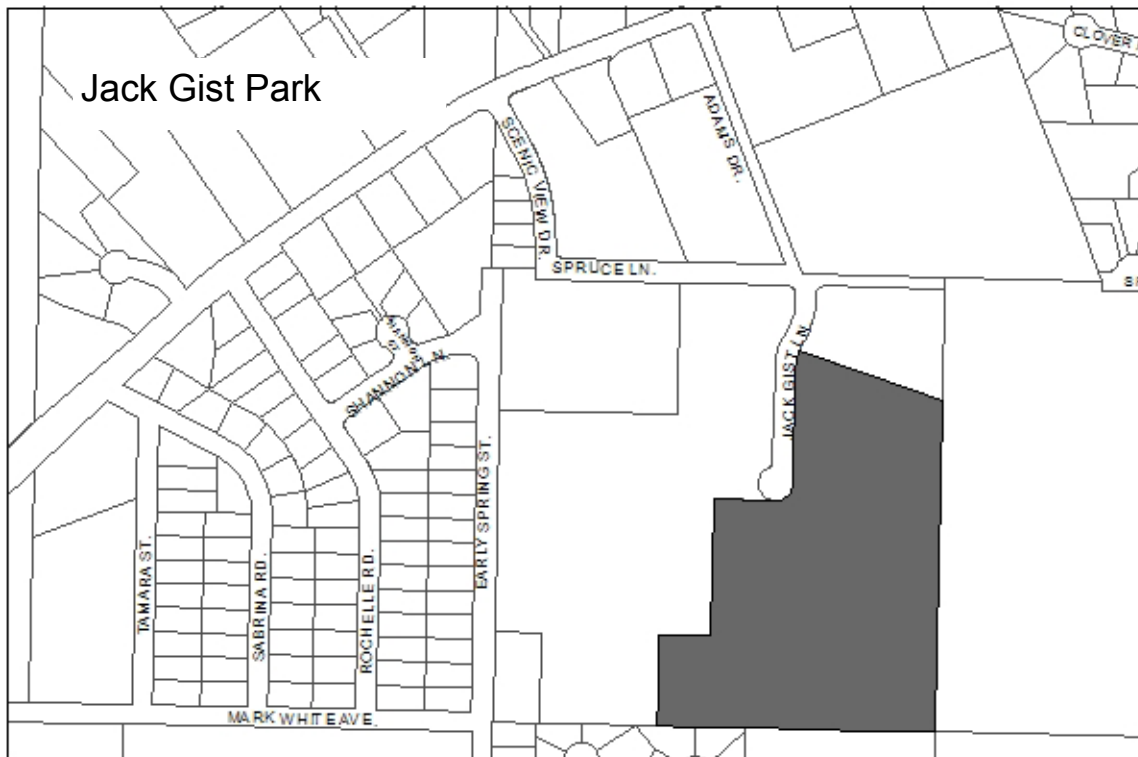 Jack Gist Park
CLOVER
SCENIC VIEW DR.
ADAMS DR.
SPRUCE LN.
JACK GIST LN
SHANNON LN.
EARLY SPRING ST.
TAMARA ST.
SABRINA RD.
ROCHELLE RD.
MARK WHITE AVE.